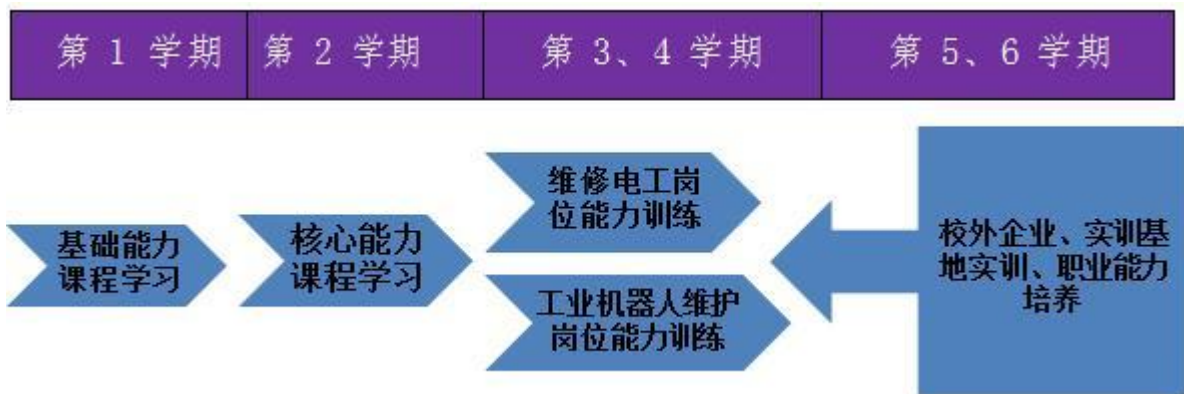 第 1 学期
第 2 学期
第 3、4 学期
第 5、6 学期
基础能力
课程学习
核心能力
课程学习
维修电工岗
位能力训练
工业机器人维护
岗位能力训练
校外企业、实训基
地实训、职业能力
培养